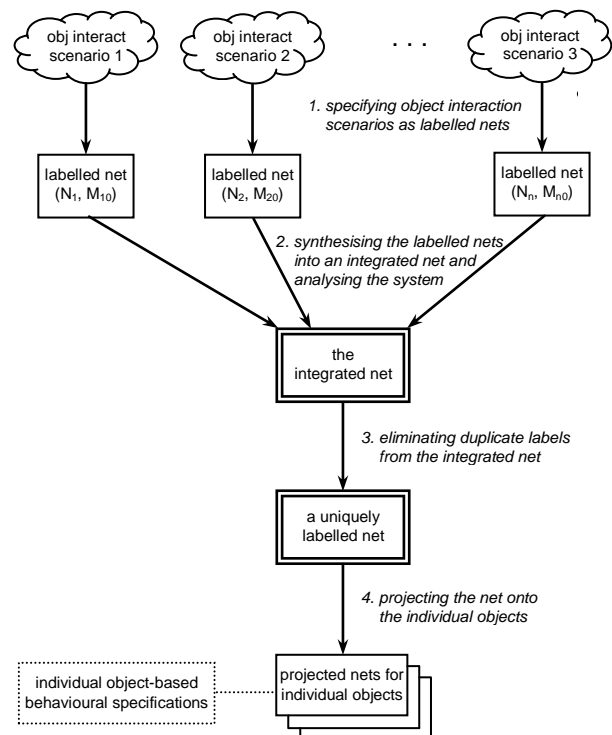 obj interact
scenario 1
obj interact
scenario 2
. . .
obj interact
scenario 3
1. specifying object interaction
scenarios as labelled nets
labelled net
(N₁, M₁₀)
labelled net
(N₂, M₂₀)
labelled net
(Nₙ, Mₙ₀)
2. synthesising the labelled nets
into an integrated net and
analysing the system
the
integrated net
3. eliminating duplicate labels
from the integrated net
a uniquely
labelled net
4. projecting the net onto
the individual objects
individual object-based
behavioural specifications
projected nets for
individual objects